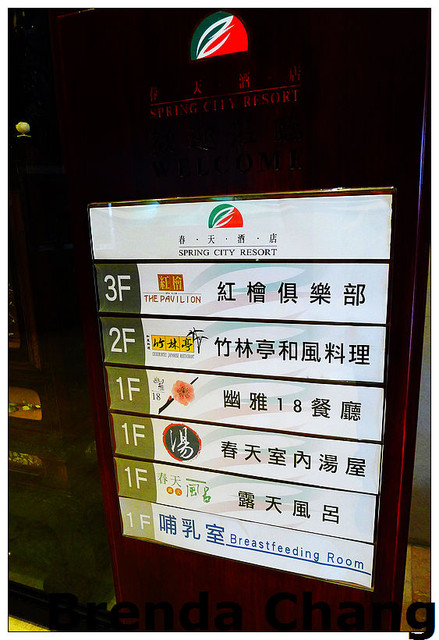 春天酒店
SPRING CITY RESORT
WELCOME
春·天·酒·店
SPRING CITY RESORT
3F 紅檜 THE PAVILION 紅檜俱樂部
2F 竹林亭 竹林亭和風料理
1F 18 幽雅18餐廳
1F 湯 春天室內湯屋
1F 春天風呂 露天風呂
1F 哺乳室 Breastfeeding Room
Brenda Chang